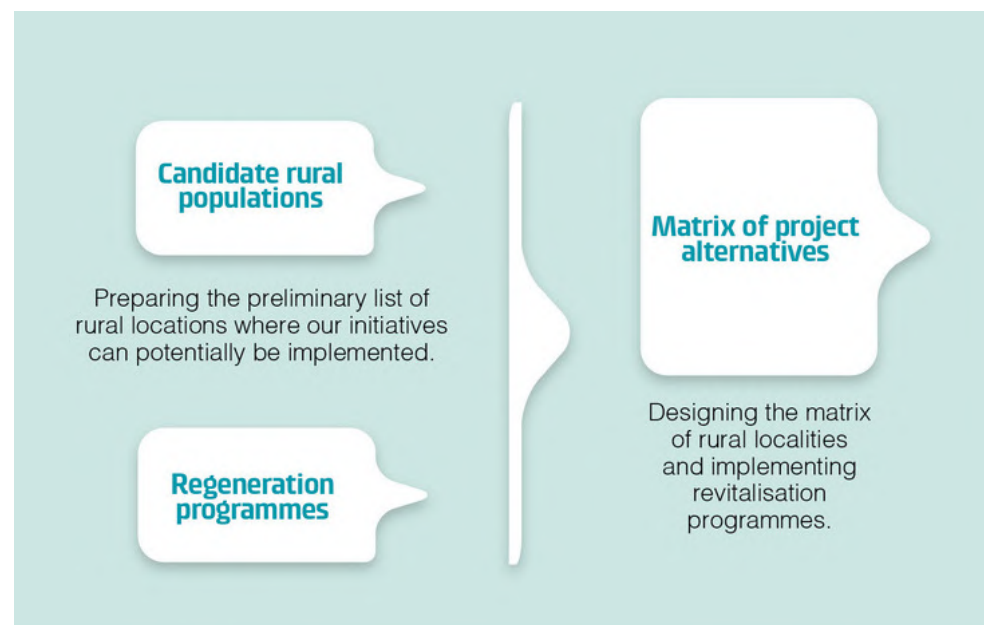 Candidate rural
populations
Preparing the preliminary list of
rural locations where our initiatives
can potentially be implemented.
Regeneration
programmes
Matrix of project
alternatives
Designing the matrix
of rural localities
and implementing
revitalisation
programmes.